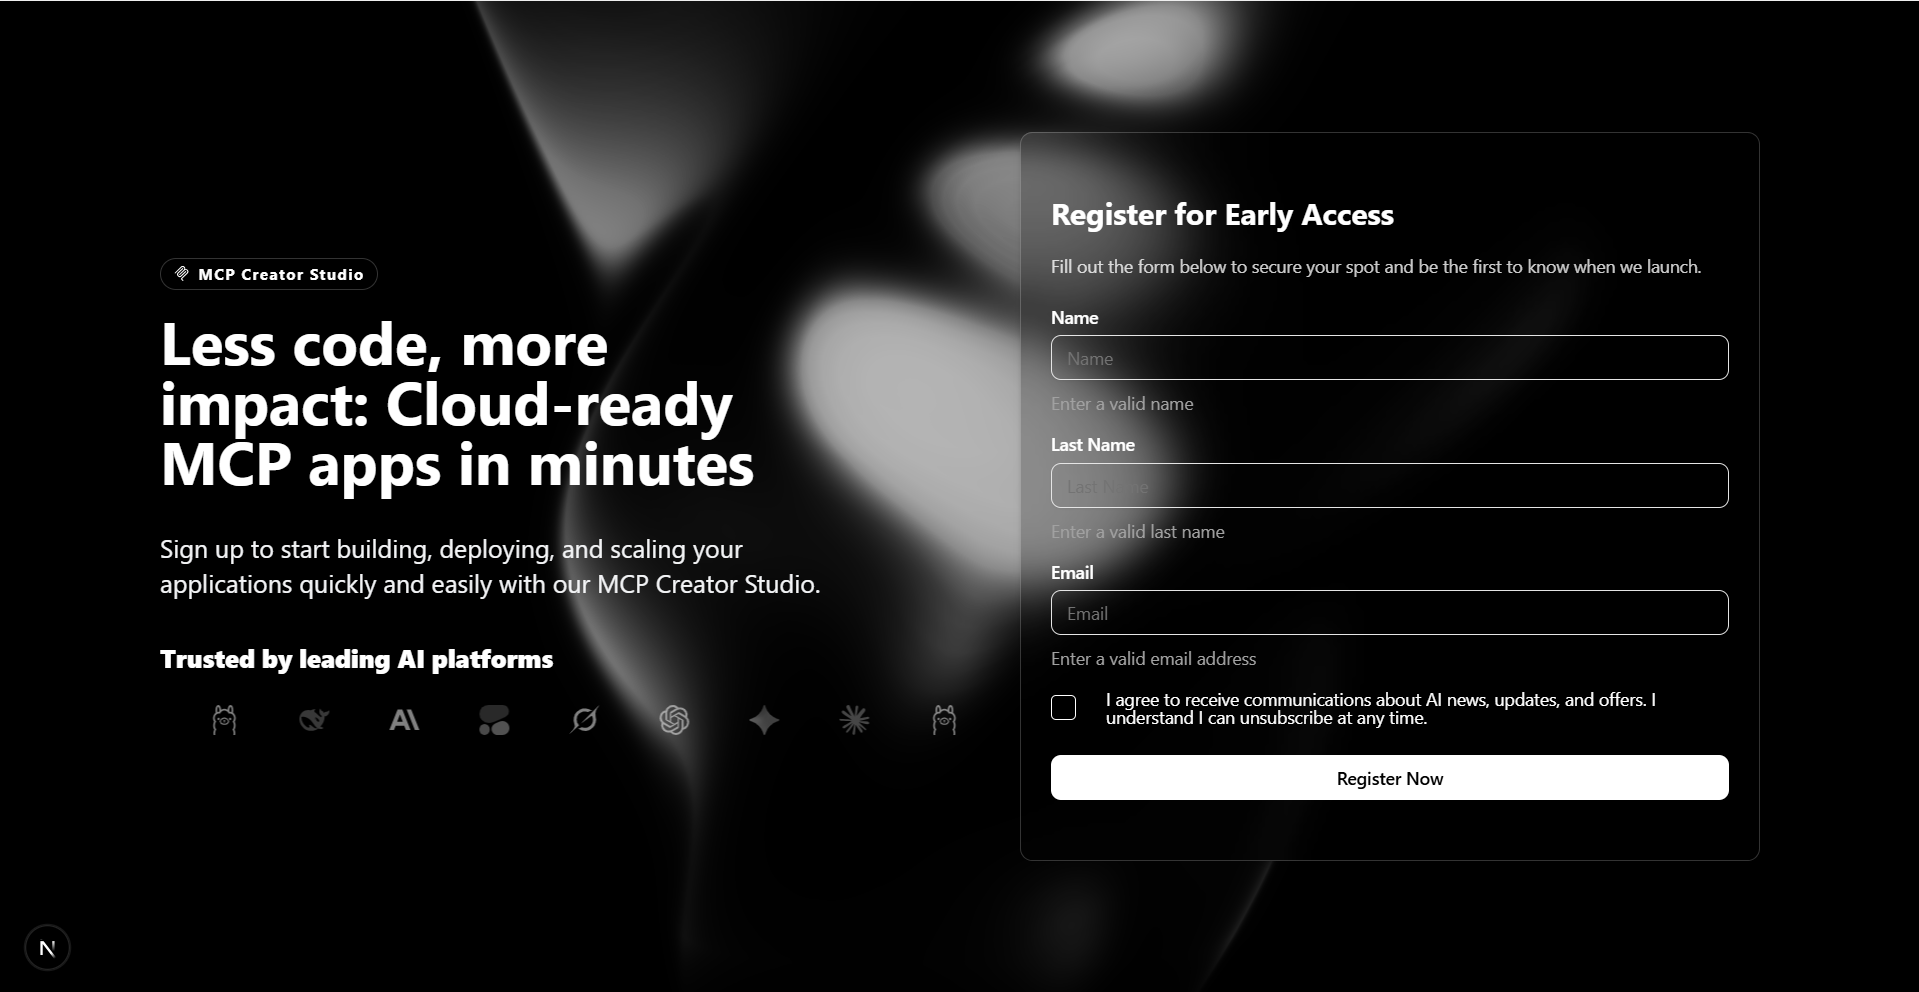 MCP Creator Studio
Less code, more
impact: Cloud-ready
MCP apps in minutes
Sign up to start building, deploying, and scaling your
applications quickly and easily with our MCP Creator Studio.
Trusted by leading AI platforms
Register for Early Access
Fill out the form below to secure your spot and be the first to know when we launch.
Name
Name
Enter a valid name
Last Name
Last Name
Enter a valid last name
Email
Email
Enter a valid email address
I agree to receive communications about AI news, updates, and offers. I
understand I can unsubscribe at any time.
Register Now